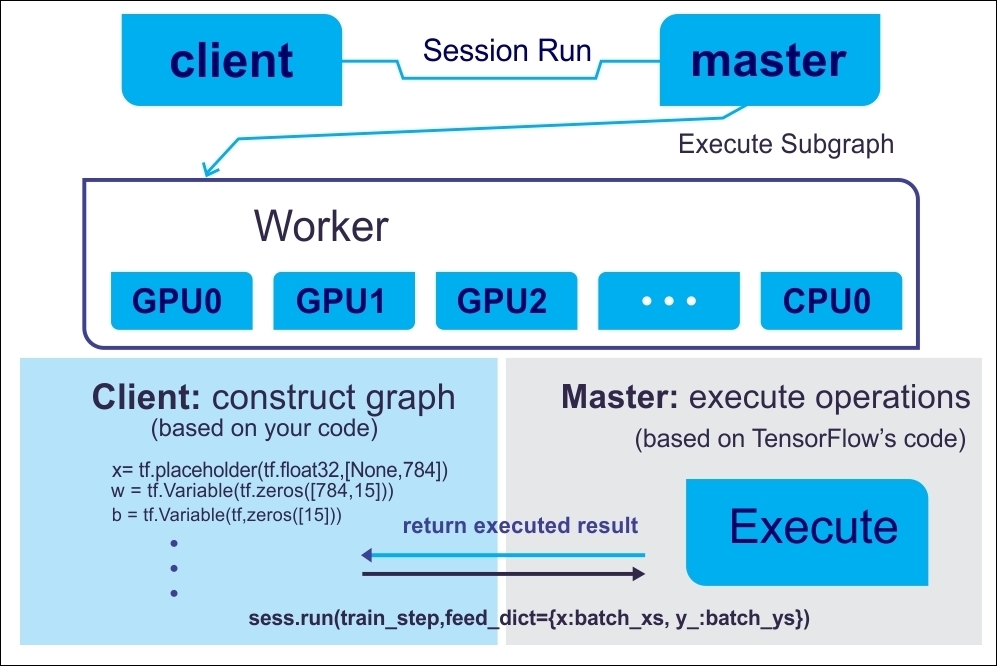 client
Session Run
master
Execute Subgraph
Worker
GPU0
GPU1
GPU2
• • •
CPU0
Client: construct graph
(based on your code)
x= tf.placeholder(tf.float32,[None,784])
w = tf.Variable(tf.zeros([784,15]))
b = tf.Variable(tf,zeros([15]))
Master: execute operations
(based on TensorFlow’s code)
Execute
return executed result
sess.run(train_step,feed_dict={x:batch_xs, y_:batch_ys})